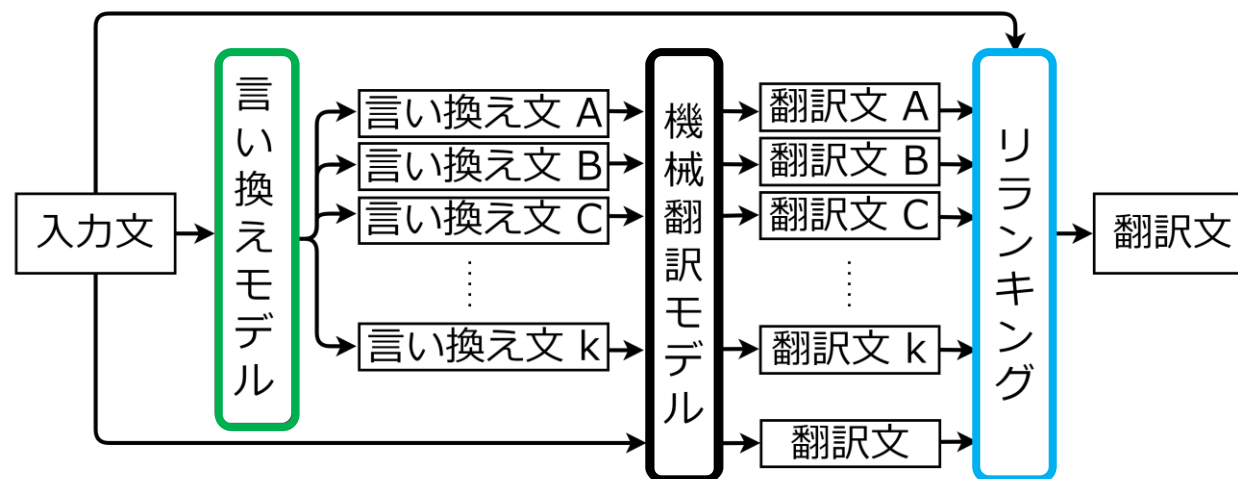 入力文
言い換えモデル
言い換え文 A
言い換え文 B
言い換え文 C
言い換え文 k
機械翻訳モデル
翻訳文 A
翻訳文 B
翻訳文 C
翻訳文 k
翻訳文
リランキング
翻訳文